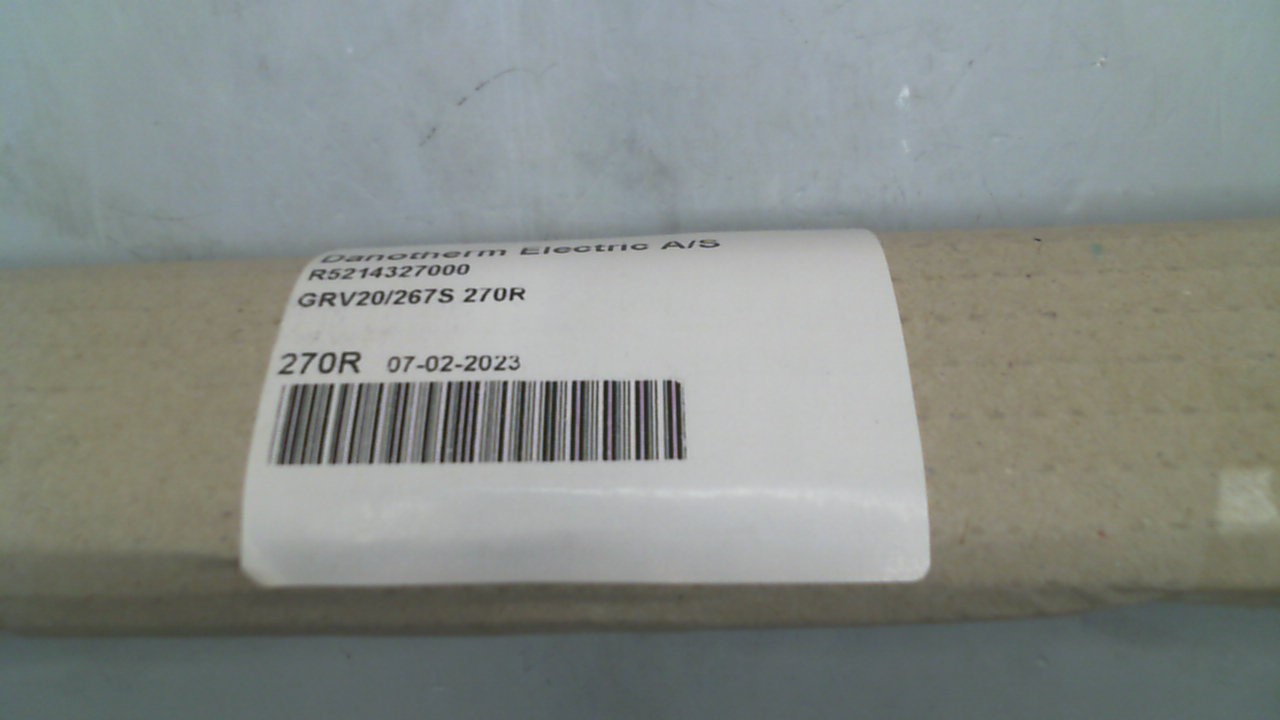 Danotherm Electric A/S
R5214327000
GRV20/267S 270R
270R 07-02-2023